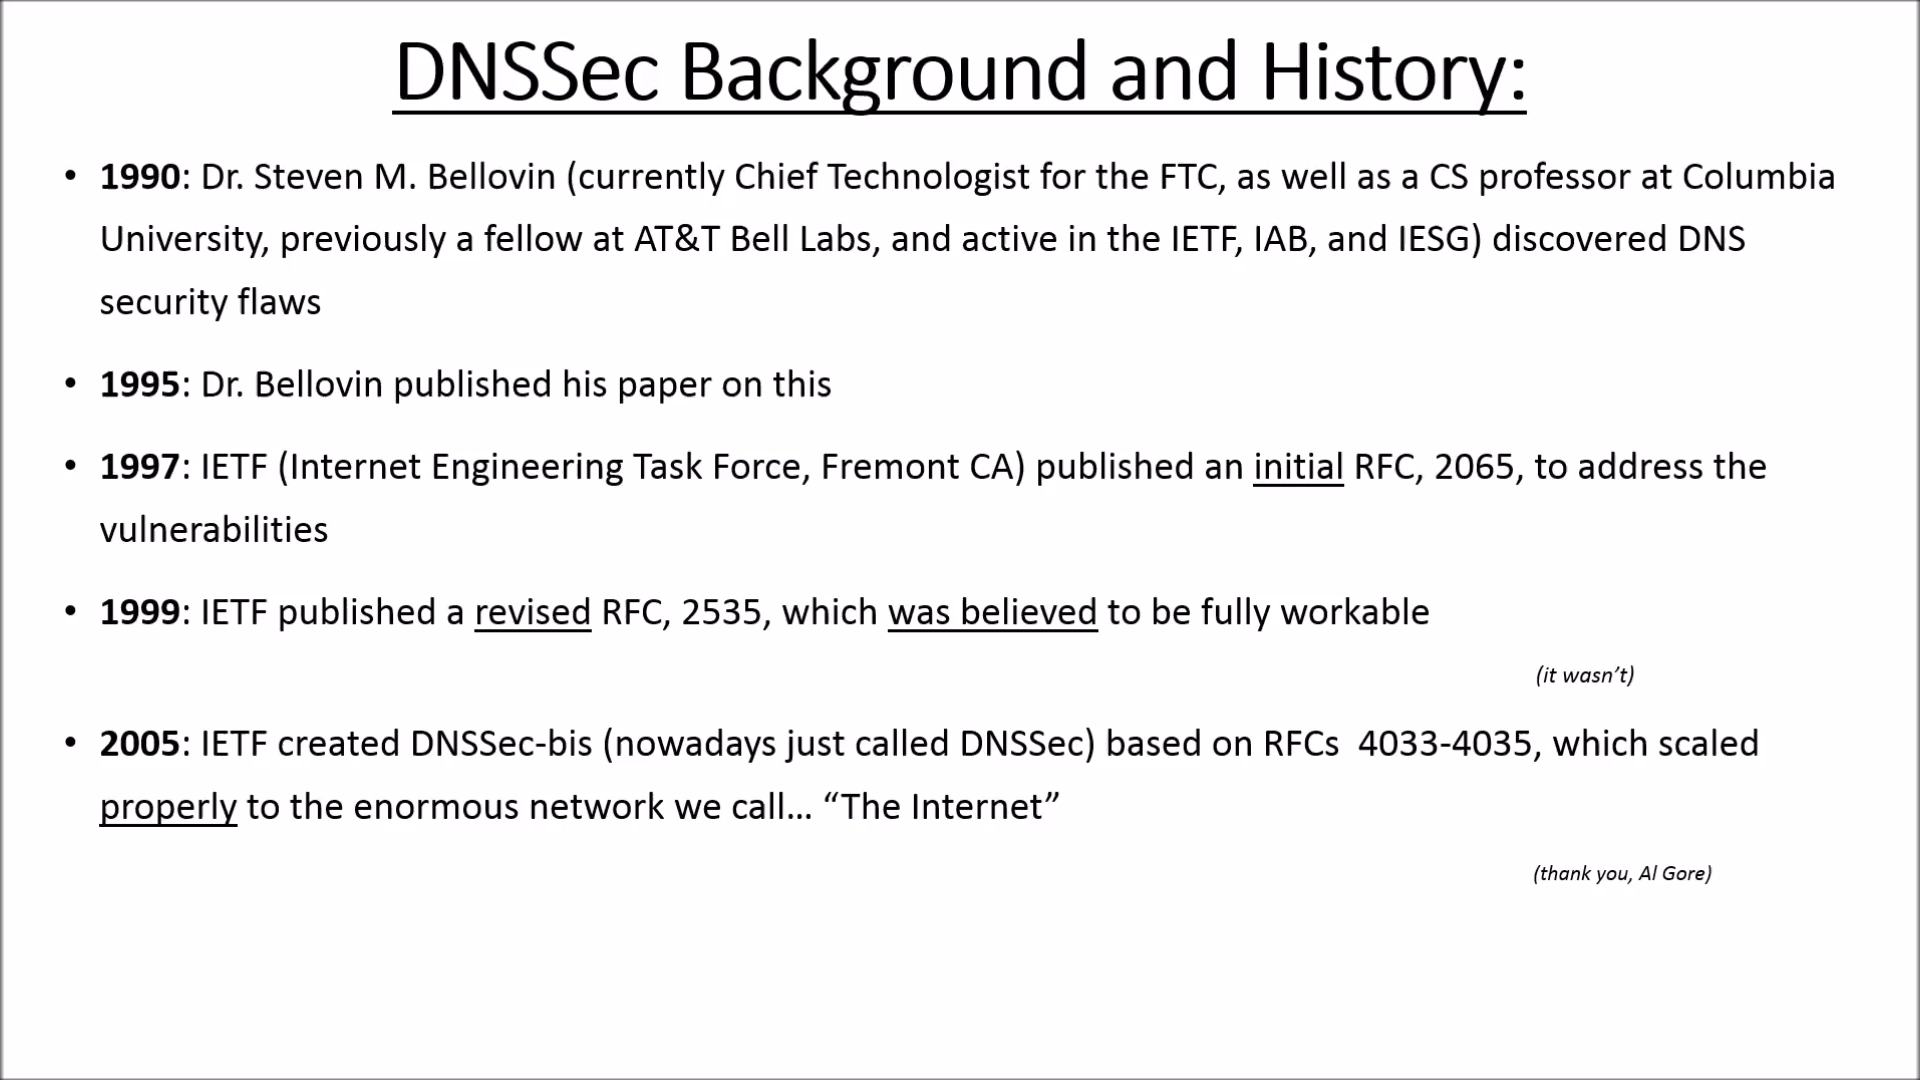 DNSSec Background and History:
• 1990: Dr. Steven M. Bellovin (currently Chief Technologist for the FTC, as well as a CS professor at Columbia
University, previously a fellow at AT&T Bell Labs, and active in the IETF, IAB, and IESG) discovered DNS
security flaws
• 1995: Dr. Bellovin published his paper on this
• 1997: IETF (Internet Engineering Task Force, Fremont CA) published an initial RFC, 2065, to address the
vulnerabilities
• 1999: IETF published a revised RFC, 2535, which was believed to be fully workable
(it wasn’t)
• 2005: IETF created DNSSec-bis (nowadays just called DNSSec) based on RFCs  4033-4035, which scaled
properly to the enormous network we call… “The Internet”
(thank you, Al Gore)